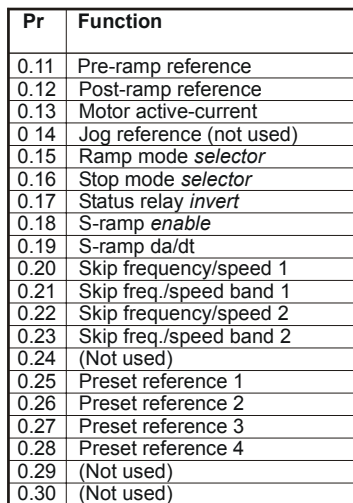 Pr Function
0.11 Pre-ramp reference
0.12 Post-ramp reference
0.13 Motor active-current
0 14 Jog reference (not used)
0.15 Ramp mode selector
0.16 Stop mode selector
0.17 Status relay invert
0.18 S-ramp enable
0.19 S-ramp da/dt
0.20 Skip frequency/speed 1
0.21 Skip freq./speed band 1
0.22 Skip frequency/speed 2
0.23 Skip freq./speed band 2
0.24 (Not used)
0.25 Preset reference 1
0.26 Preset reference 2
0.27 Preset reference 3
0.28 Preset reference 4
0.29 (Not used)
0.30 (Not used)